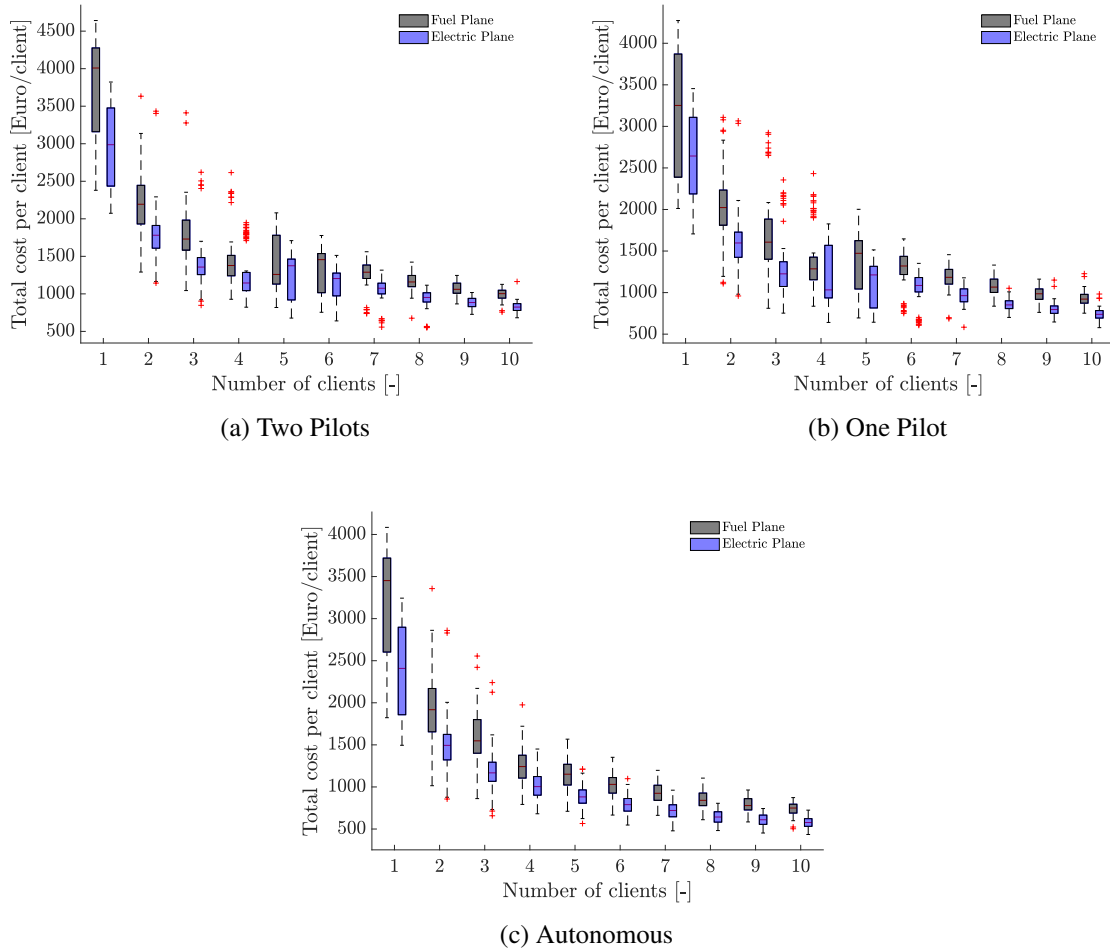 Total cost per client [Euro/client]
4500
4000
3500
3000
2500
2000
1500
1000
500
Fuel Plane
Electric Plane
1 2 3 4 5 6 7 8 9 10
Number of clients [-]
(a) Two Pilots
Total cost per client [Euro/client]
4000
3000
2000
1000
0
Fuel Plane
Electric Plane
1 2 3 4 5 6 7 8 9 10
Number of clients [-]
(b) One Pilot
Total cost per client [Euro/client]
4000
3500
3000
2500
2000
1500
1000
500
Fuel Plane
Electric Plane
1 2 3 4 5 6 7 8 9 10
Number of clients [-]
(c) Autonomous